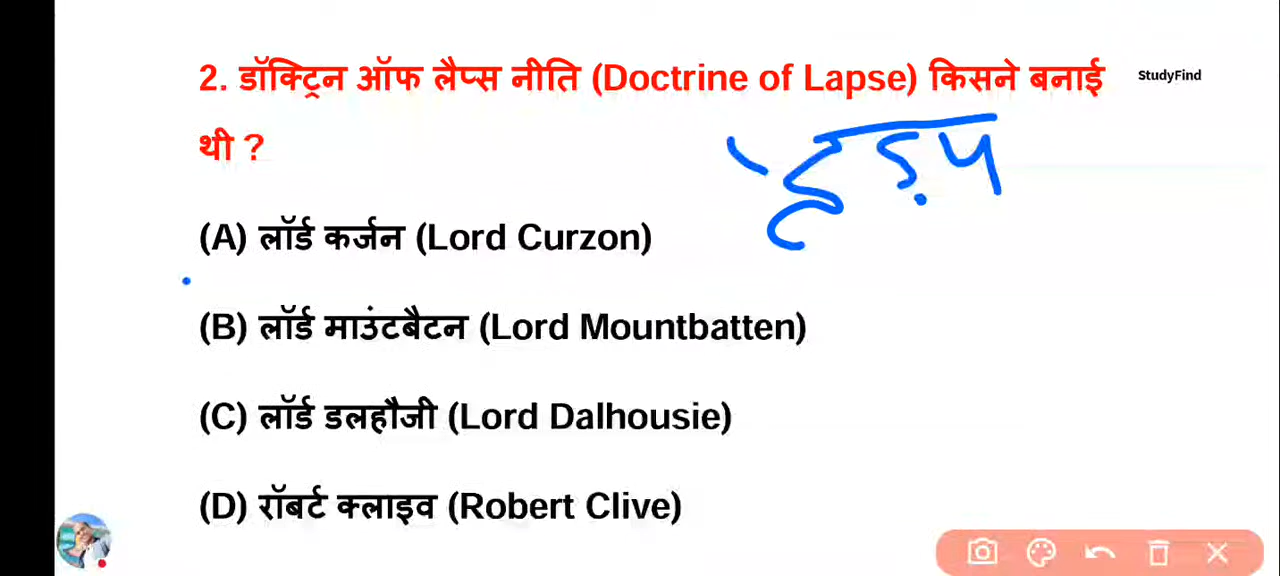 2. डॉक्ट्रिन ऑफ लैप्स नीति (Doctrine of Lapse) किसने बनाई
StudyFind
थी ?
हड़प
(A) लॉर्ड कर्जन (Lord Curzon)
(B) लॉर्ड माउंटबैटन (Lord Mountbatten)
(C) लॉर्ड डलहौजी (Lord Dalhousie)
(D) रॉबर्ट क्लाइव (Robert Clive)